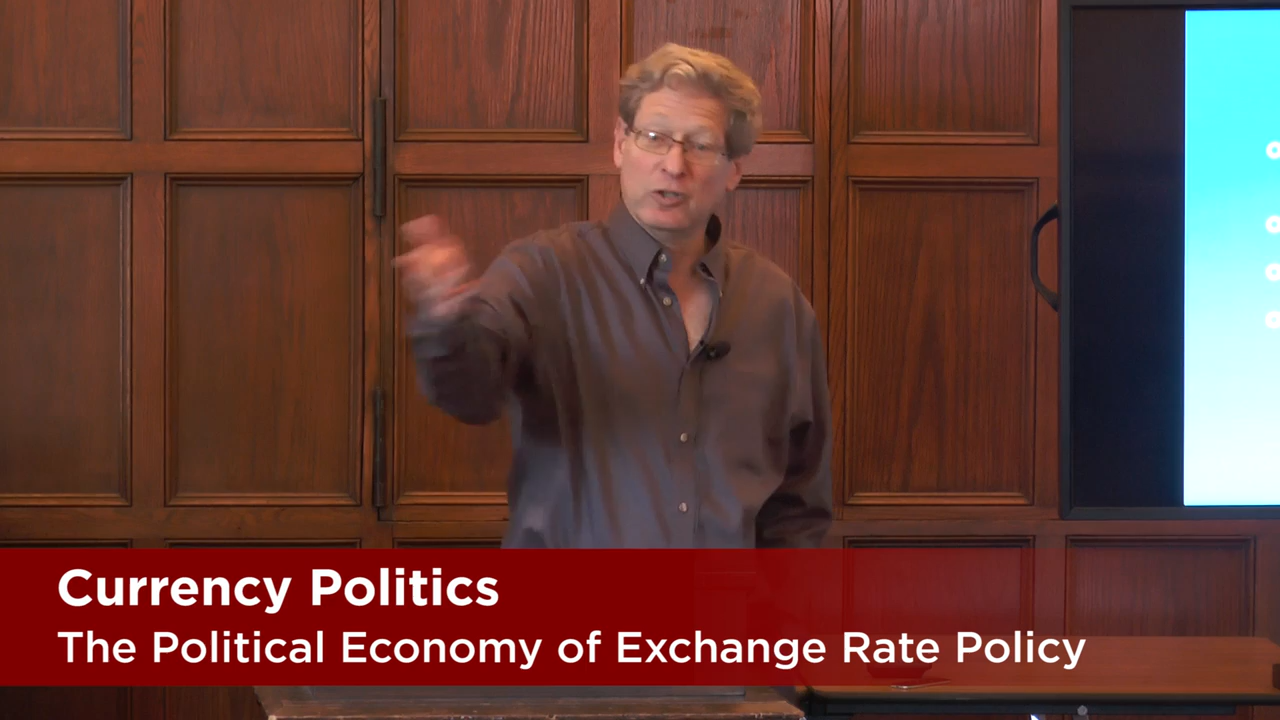 Currency Politics
The Political Economy of Exchange Rate Policy